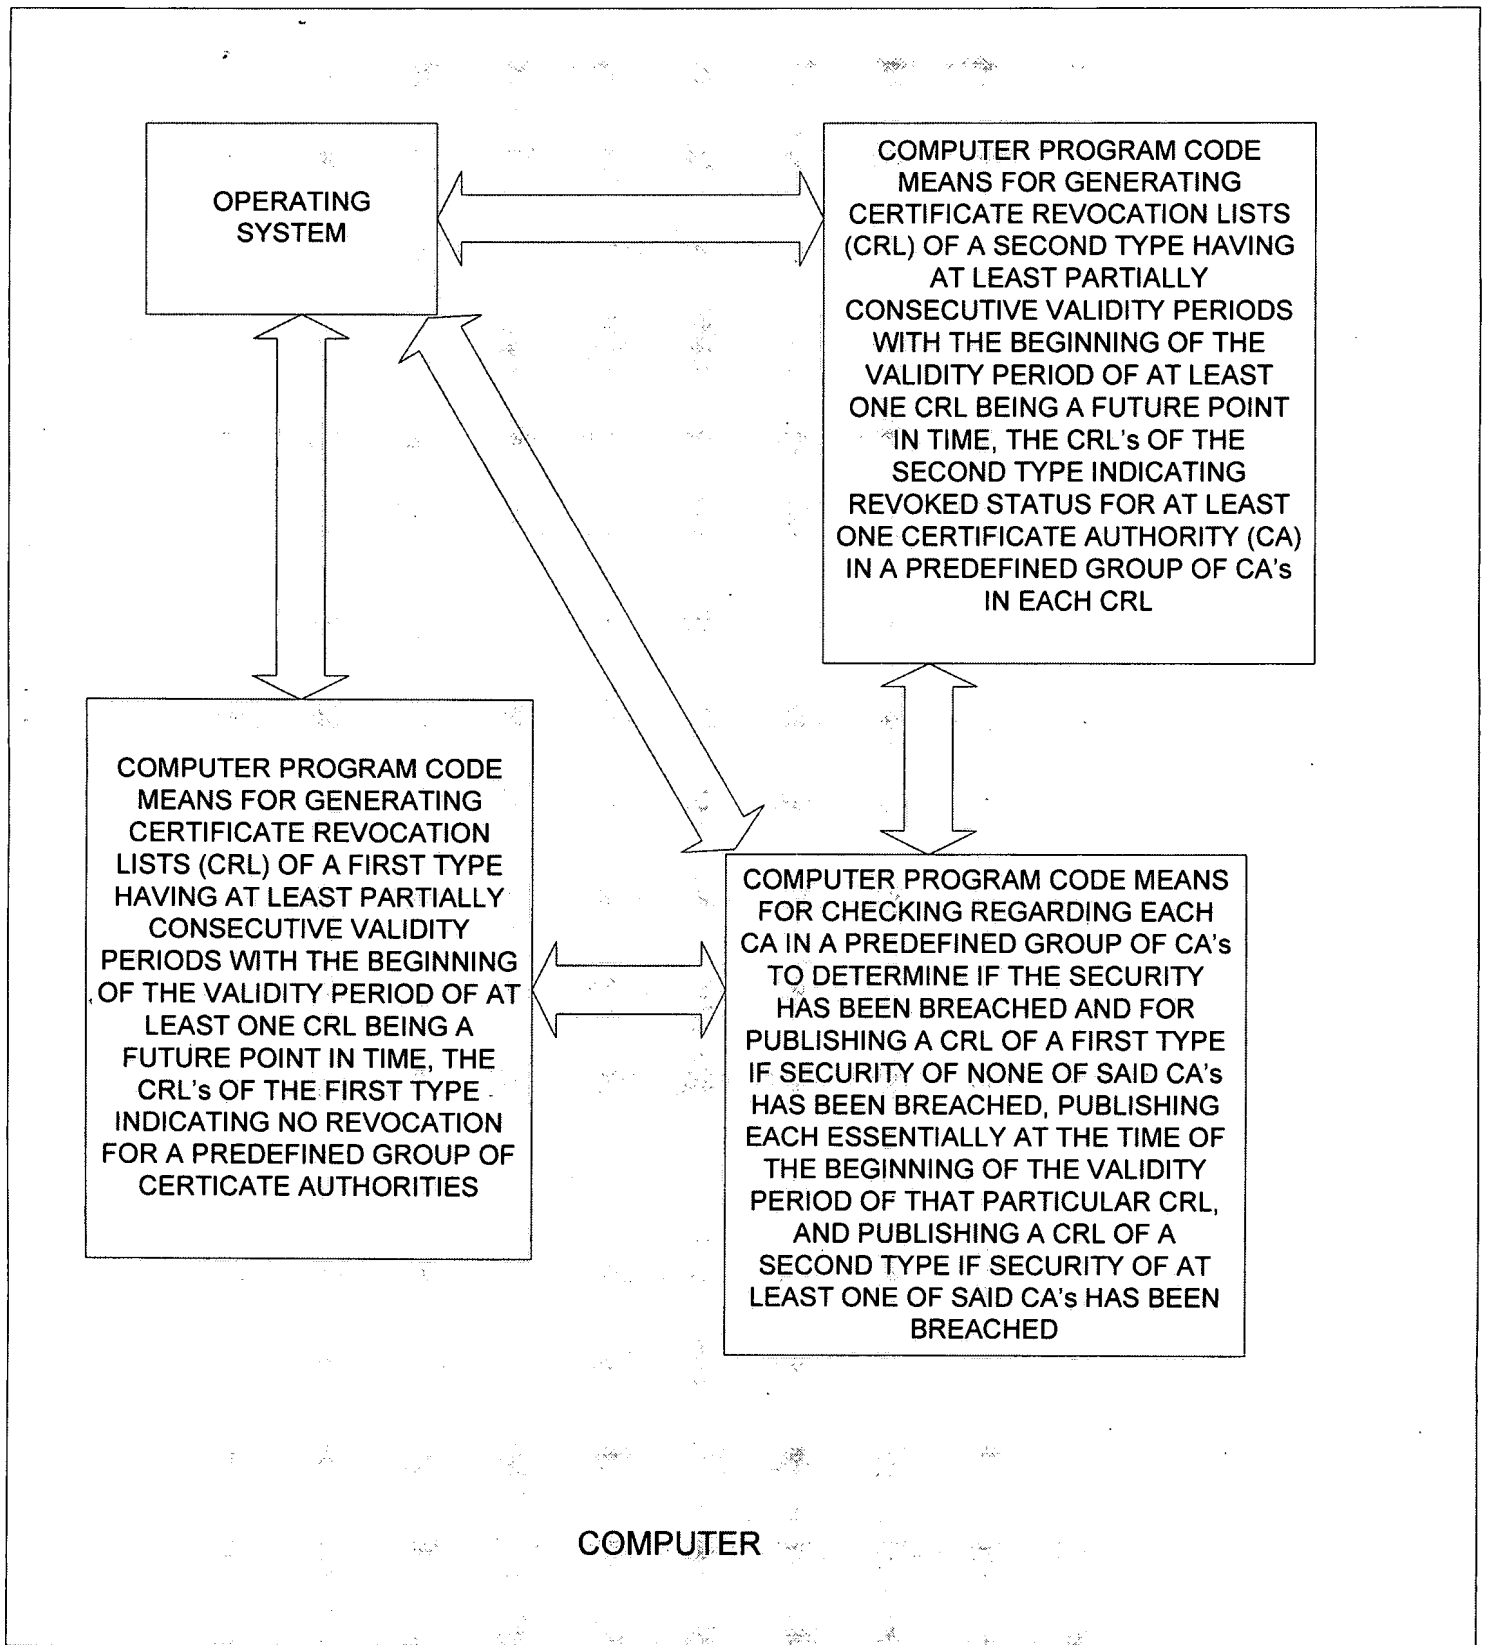 OPERATING
SYSTEM
COMPUTER PROGRAM CODE
MEANS FOR GENERATING
CERTIFICATE REVOCATION LISTS
(CRL) OF A SECOND TYPE HAVING
AT LEAST PARTIALLY
CONSECUTIVE VALIDITY PERIODS
WITH THE BEGINNING OF THE
VALIDITY PERIOD OF AT LEAST
ONE CRL BEING A FUTURE POINT
IN TIME, THE CRL's OF THE
SECOND TYPE INDICATING
REVOKED STATUS FOR AT LEAST
ONE CERTIFICATE AUTHORITY (CA)
IN A PREDEFINED GROUP OF CA's
IN EACH CRL
COMPUTER PROGRAM CODE
MEANS FOR GENERATING
CERTIFICATE REVOCATION
LISTS (CRL) OF A FIRST TYPE
HAVING AT LEAST PARTIALLY
CONSECUTIVE VALIDITY
PERIODS WITH THE BEGINNING
OF THE VALIDITY PERIOD OF AT
LEAST ONE CRL BEING A
FUTURE POINT IN TIME, THE
CRL's OF THE FIRST TYPE
INDICATING NO REVOCATION
FOR A PREDEFINED GROUP OF
CERTICATE AUTHORITIES
COMPUTER PROGRAM CODE MEANS
FOR CHECKING REGARDING EACH
CA IN A PREDEFINED GROUP OF CA's
TO DETERMINE IF THE SECURITY
HAS BEEN BREACHED AND FOR
PUBLISHING A CRL OF A FIRST TYPE
IF SECURITY OF NONE OF SAID CA's
HAS BEEN BREACHED, PUBLISHING
EACH ESSENTIALLY AT THE TIME OF
THE BEGINNING OF THE VALIDITY
PERIOD OF THAT PARTICULAR CRL,
AND PUBLISHING A CRL OF A
SECOND TYPE IF SECURITY OF AT
LEAST ONE OF SAID CA's HAS BEEN
BREACHED
COMPUTER